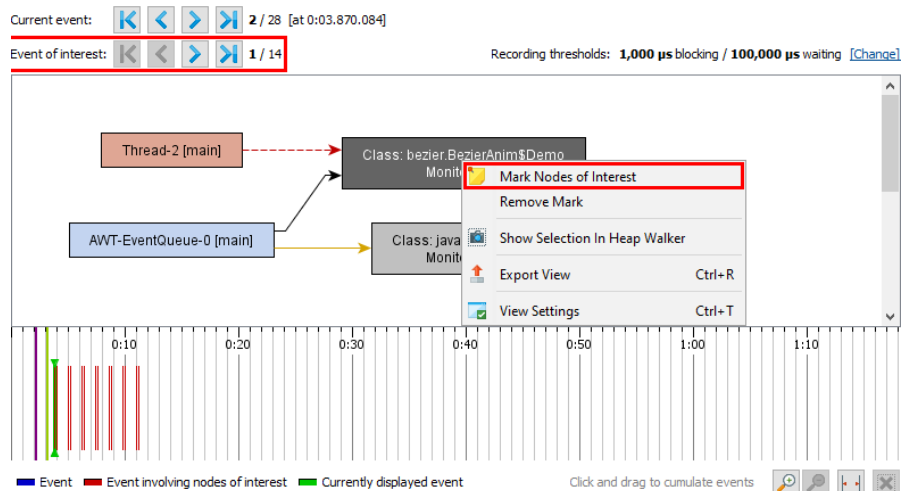 Current event: 2 / 28 [at 0:03.870.084]
Event of interest: 1 / 14 Recording thresholds: 1,000 µs blocking / 100,000 µs waiting [Change]
Thread-2 [main]
Class: bezier.BezierAnim$Demo
Monit
Mark Nodes of Interest
Remove Mark
AWT-EventQueue-0 [main]
Class: java
Monit
Show Selection In Heap Walker
Export View Ctrl+R
View Settings Ctrl+T
0:10 0:20 0:30 0:40 0:50 1:00 1:10
Event Event involving nodes of interest Currently displayed event Click and drag to cumulate events